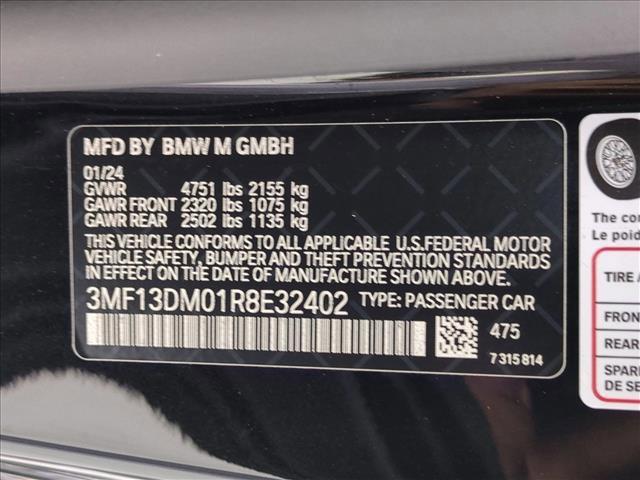 MFD BY BMW M GMBH
01/24
GVWR 4751 lbs 2155 kg
GAWR FRONT 2320 lbs 1075 kg
GAWR REAR 2502 lbs 1135 kg
THIS VEHICLE CONFORMS TO ALL APPLICABLE U.S.FEDERAL MOTOR
VEHICLE SAFETY, BUMPER AND THEFT PREVENTION STANDARDS
IN EFFECT ON THE DATE OF MANUFACTURE SHOWN ABOVE.
3MF13DM01R8E32402 TYPE: PASSENGER CAR
475
7 315 814
The co
Le poid
TIRE
FRON
REAR
SPAR
DE SE